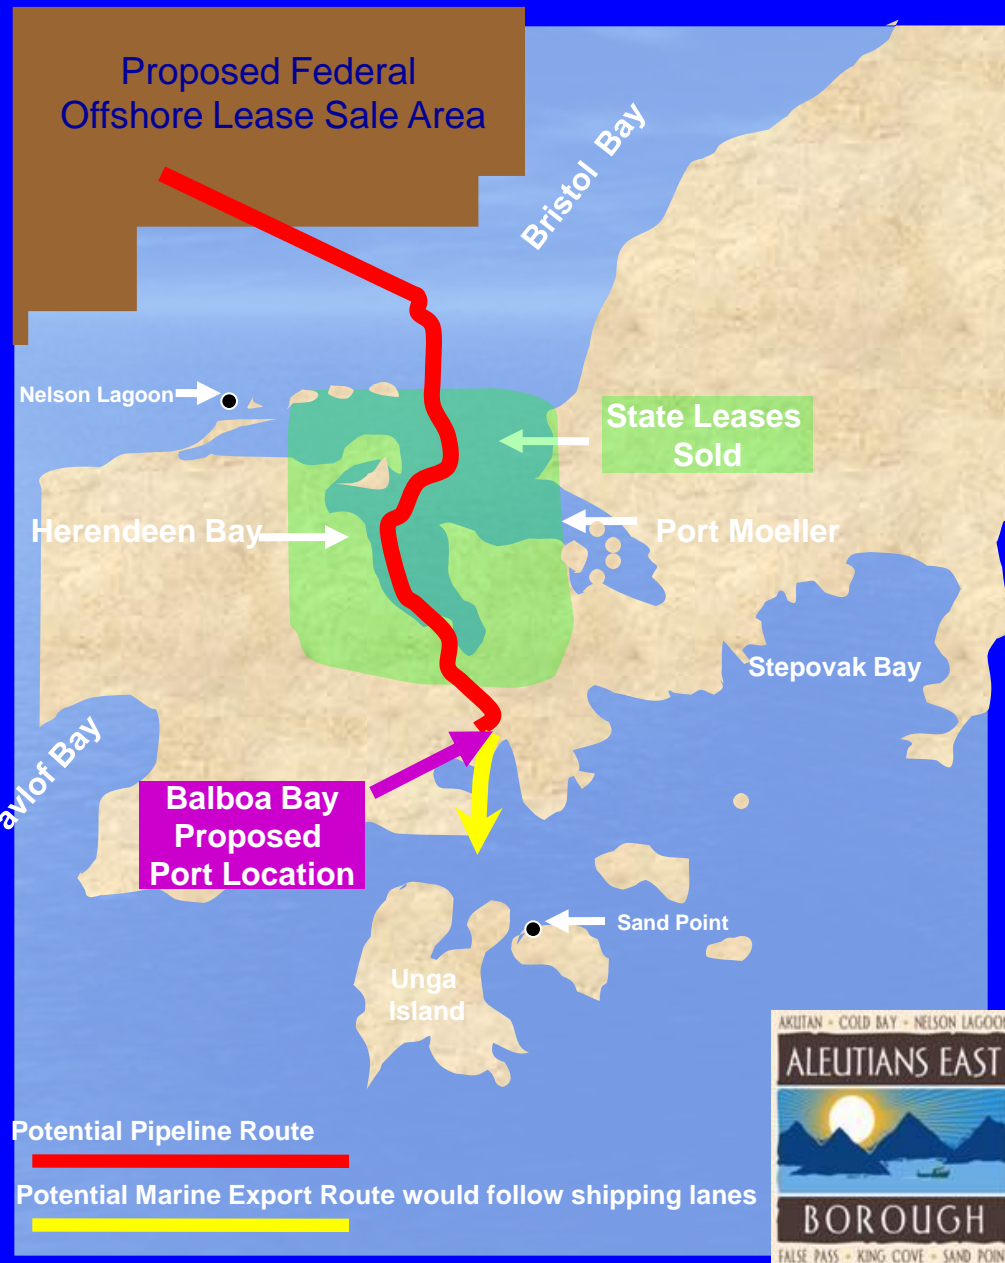 Proposed Federal
Offshore Lease Sale Area
Bristol Bay
Nelson Lagoon
State Leases
Sold
Herendeen Bay
Port Moeller
Stepovak Bay
avlof Bay
Balboa Bay
Proposed
Port Location
Sand Point
Unga
Island
Potential Pipeline Route
Potential Marine Export Route would follow shipping lanes
AKUTAN - COLD BAY - NELSON LAGOON
ALEUTIANS EAST
BOROUGH
FALSE PASS - KING COVE - SAND POIN